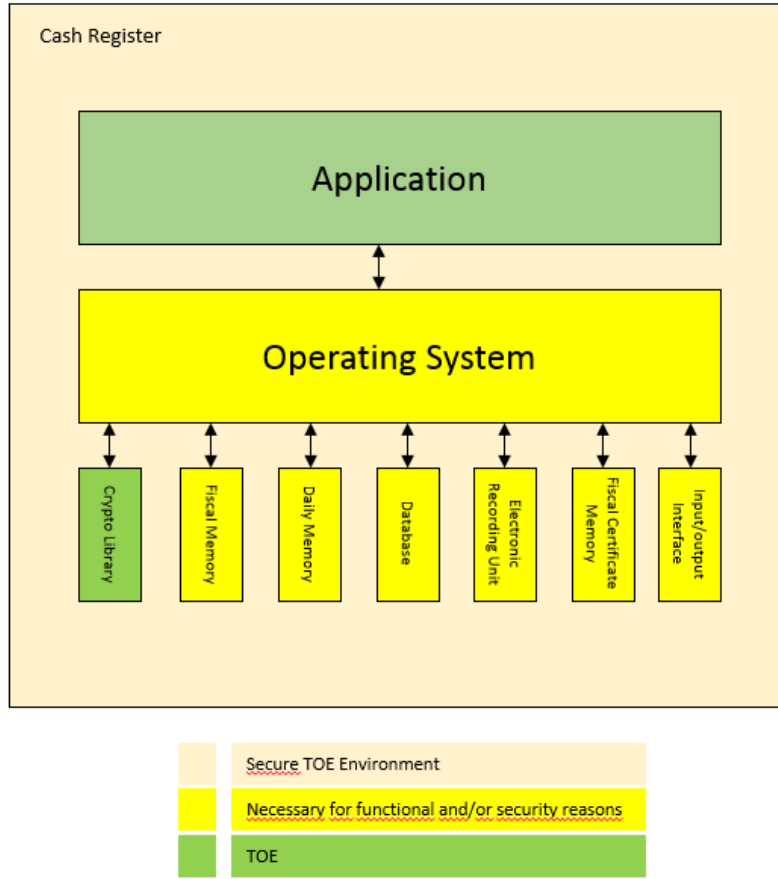 Cash Register
Application
Operating System
Crypto Library
Fiscal Memory
Daily Memory
Database
Electronic
Recording Unit
Fiscal Certificate
Memory
Input/output
Interface
Secure TOE Environment
Necessary for functional and/or security reasons
TOE